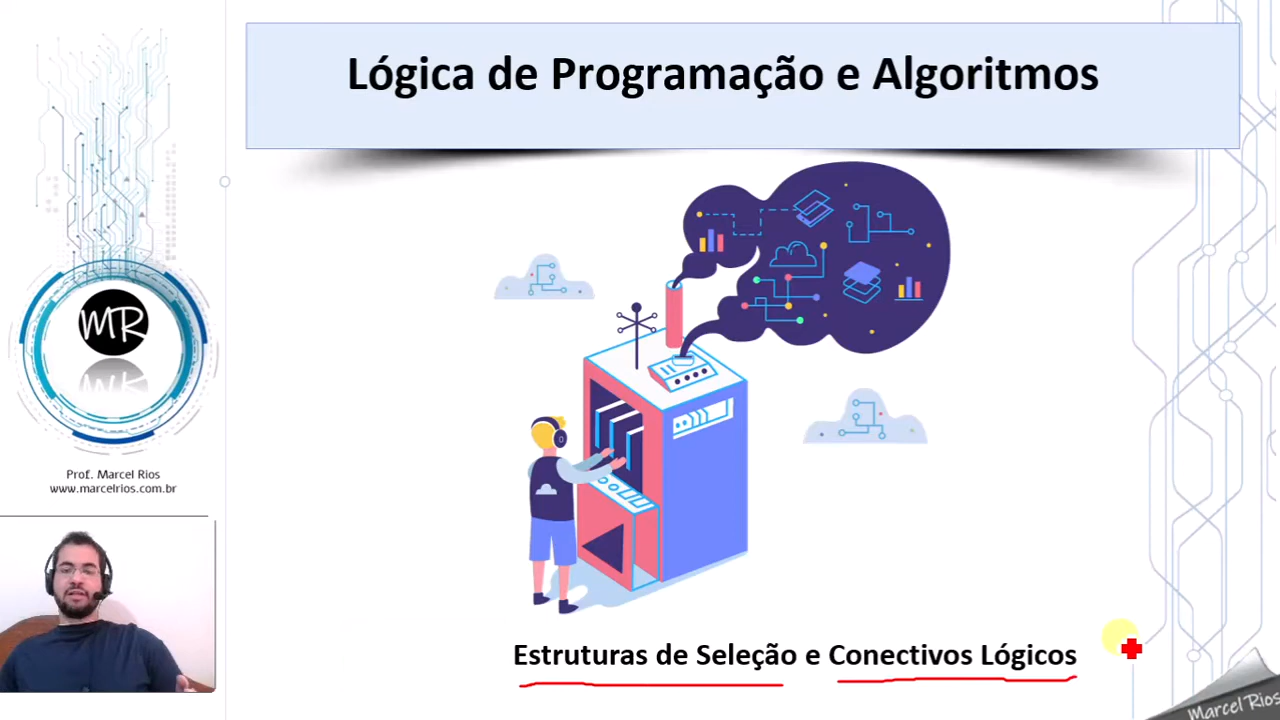 Lógica de Programação e Algoritmos
MR
Prof. Marcel Rios
www.marcelrios.com.br
Estruturas de Seleção e Conectivos Lógicos
Marcel Rios